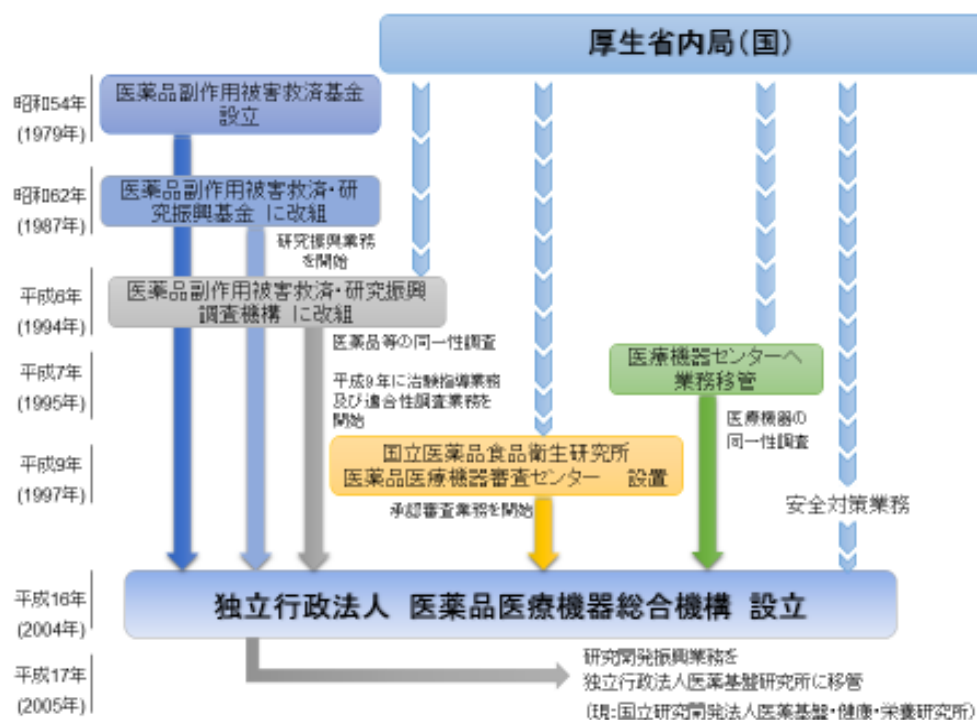 厚生省内局(国)
昭和54年
(1979年)
医薬品副作用被害救済基金
設立
昭和62年
(1987年)
医薬品副作用被害救済・研
究振興基金 に改組
研究振興業務
を開始
平成6年
(1994年)
医薬品副作用被害救済・研究振興
調査機構 に改組
医薬品等の同一性調査
平成9年に治験指導業務
及び適合性調査業務を
開始
平成7年
(1995年)
医療機器センターへ
業務移管
医療機器の
同一性調査
平成9年
(1997年)
国立医薬品食品衛生研究所
医薬品医療機器審査センター 設置
承認審査業務を開始
安全対策業務
平成16年
(2004年)
独立行政法人 医薬品医療機器総合機構 設立
平成17年
(2005年)
研究開発振興業務を
独立行政法人医薬基盤研究所に移管
(現:国立研究開発法人医薬基盤・健康・栄養研究所)